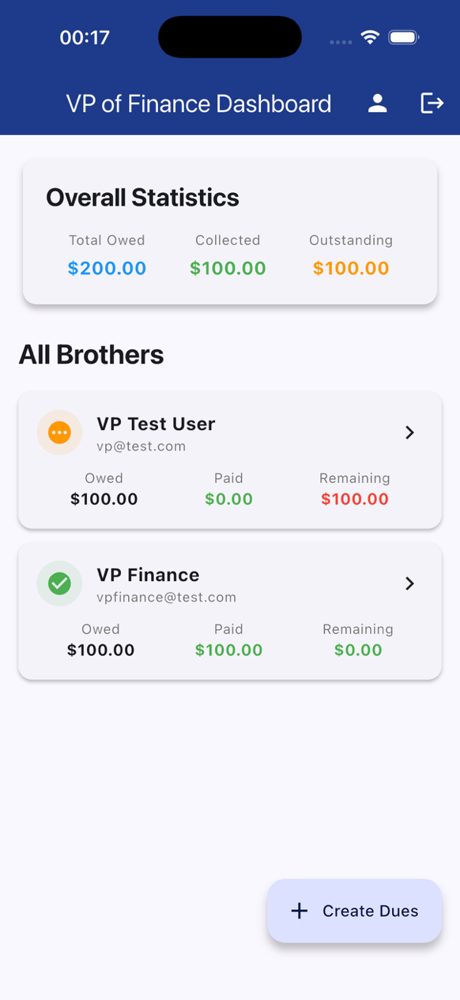 00:17
VP of Finance Dashboard
Overall Statistics
Total Owed Collected Outstanding
$200.00 $100.00 $100.00
All Brothers
VP Test User
vp@test.com
Owed Paid Remaining
$100.00 $0.00 $100.00
VP Finance
vpfinance@test.com
Owed Paid Remaining
$100.00 $100.00 $0.00
+ Create Dues